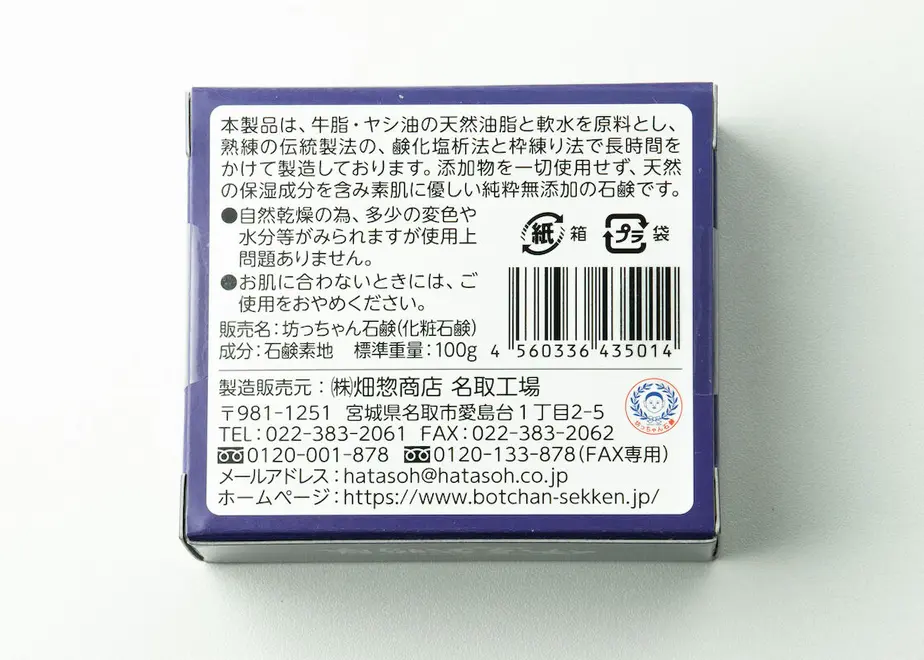 本製品は、牛脂・ヤシ油の天然油脂と軟水を原料とし、
熟練の伝統製法の、鹸化塩析法と枠練り法で長時間を
かけて製造しております。添加物を一切使用せず、天然
の保湿成分を含み素肌に優しい純粋無添加の石鹸です。
●自然乾燥の為、多少の変色や
水分等がみられますが使用上
問題ありません。
紙 箱 プラ 袋
●お肌に合わないときには、ご
使用をおやめください。
販売名:坊っちゃん石鹸(化粧石鹸)
成分:石鹸素地 標準重量:100g
4 560336 435014
製造販売元:㈱畑惣商店 名取工場
〒981-1251 宮城県名取市愛島台1丁目2-5
TEL:022-383-2061 FAX:022-383-2062
0120-001-878 0120-133-878(FAX専用)
メールアドレス:hatasoh@hatasoh.co.jp
ホームページ:https://www.botchan-sekken.jp/
坊っちゃん石鹸